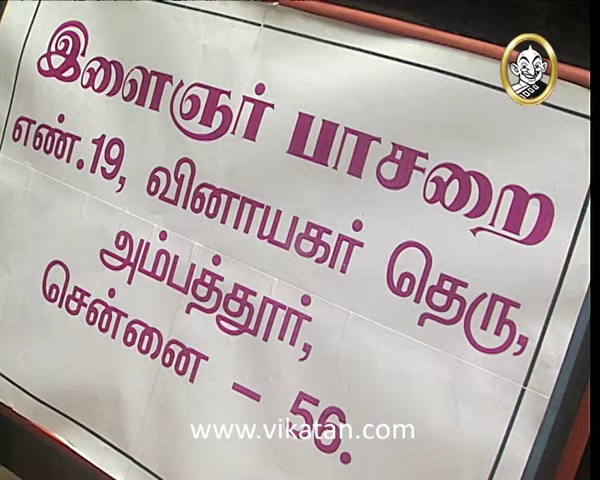 இளைஞர் பாசறை
எண்.19, வினாயகர் தெரு,
அம்பத்தூர்,
சென்னை - 56.
www.vikatan.com